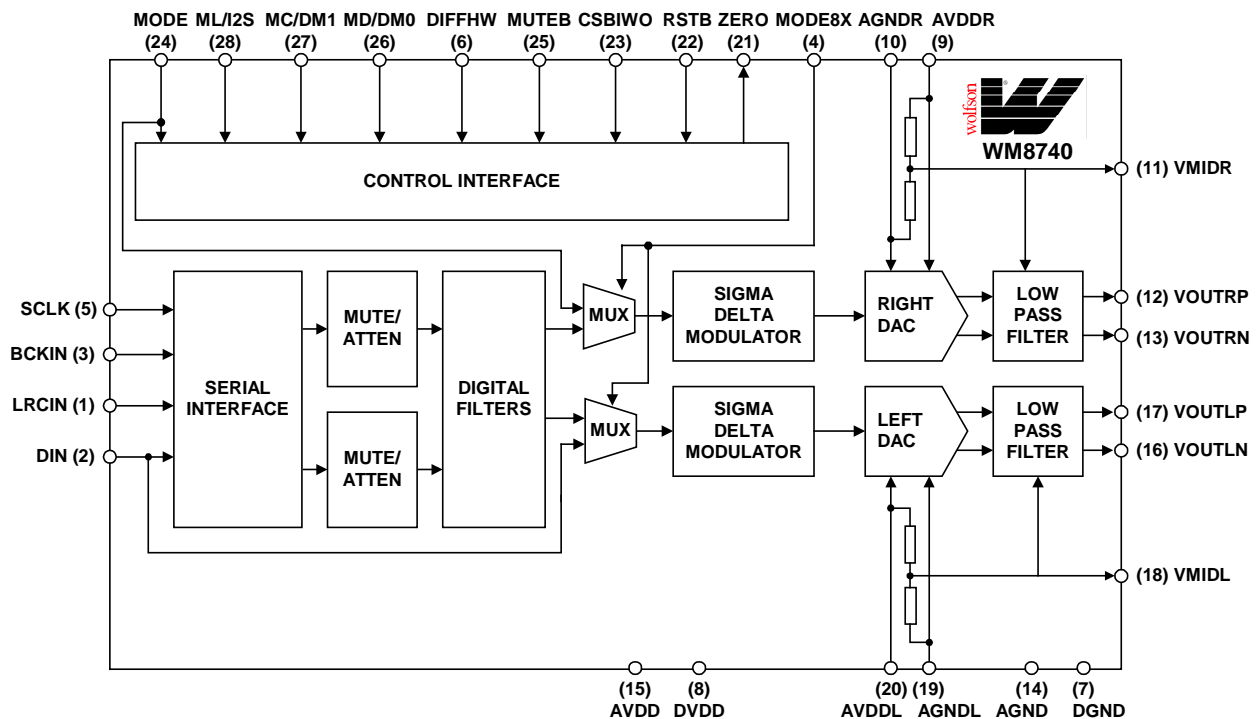 MODE ML/I2S MC/DM1 MD/DM0 DIFFHW MUTEB CSBIWO RSTB ZERO MODE8X AGNDR AVDDR
(24) (28) (27) (26) (6) (25) (23) (22) (21) (4) (10) (9)
wolfson
®
WM8740
CONTROL INTERFACE
(11) VMIDR
SCLK (5)
BCKIN (3)
LRCIN (1)
DIN (2)
SERIAL
INTERFACE
MUTE/
ATTEN
MUTE/
ATTEN
DIGITAL
FILTERS
MUX
MUX
SIGMA
DELTA
MODULATOR
SIGMA
DELTA
MODULATOR
RIGHT
DAC
LEFT
DAC
LOW
PASS
FILTER
LOW
PASS
FILTER
(12) VOUTRP
(13) VOUTRN
(17) VOUTLP
(16) VOUTLN
(18) VMIDL
(15) (8) (20) (19) (14) (7)
AVDD DVDD AVDDL AGNDL AGND DGND